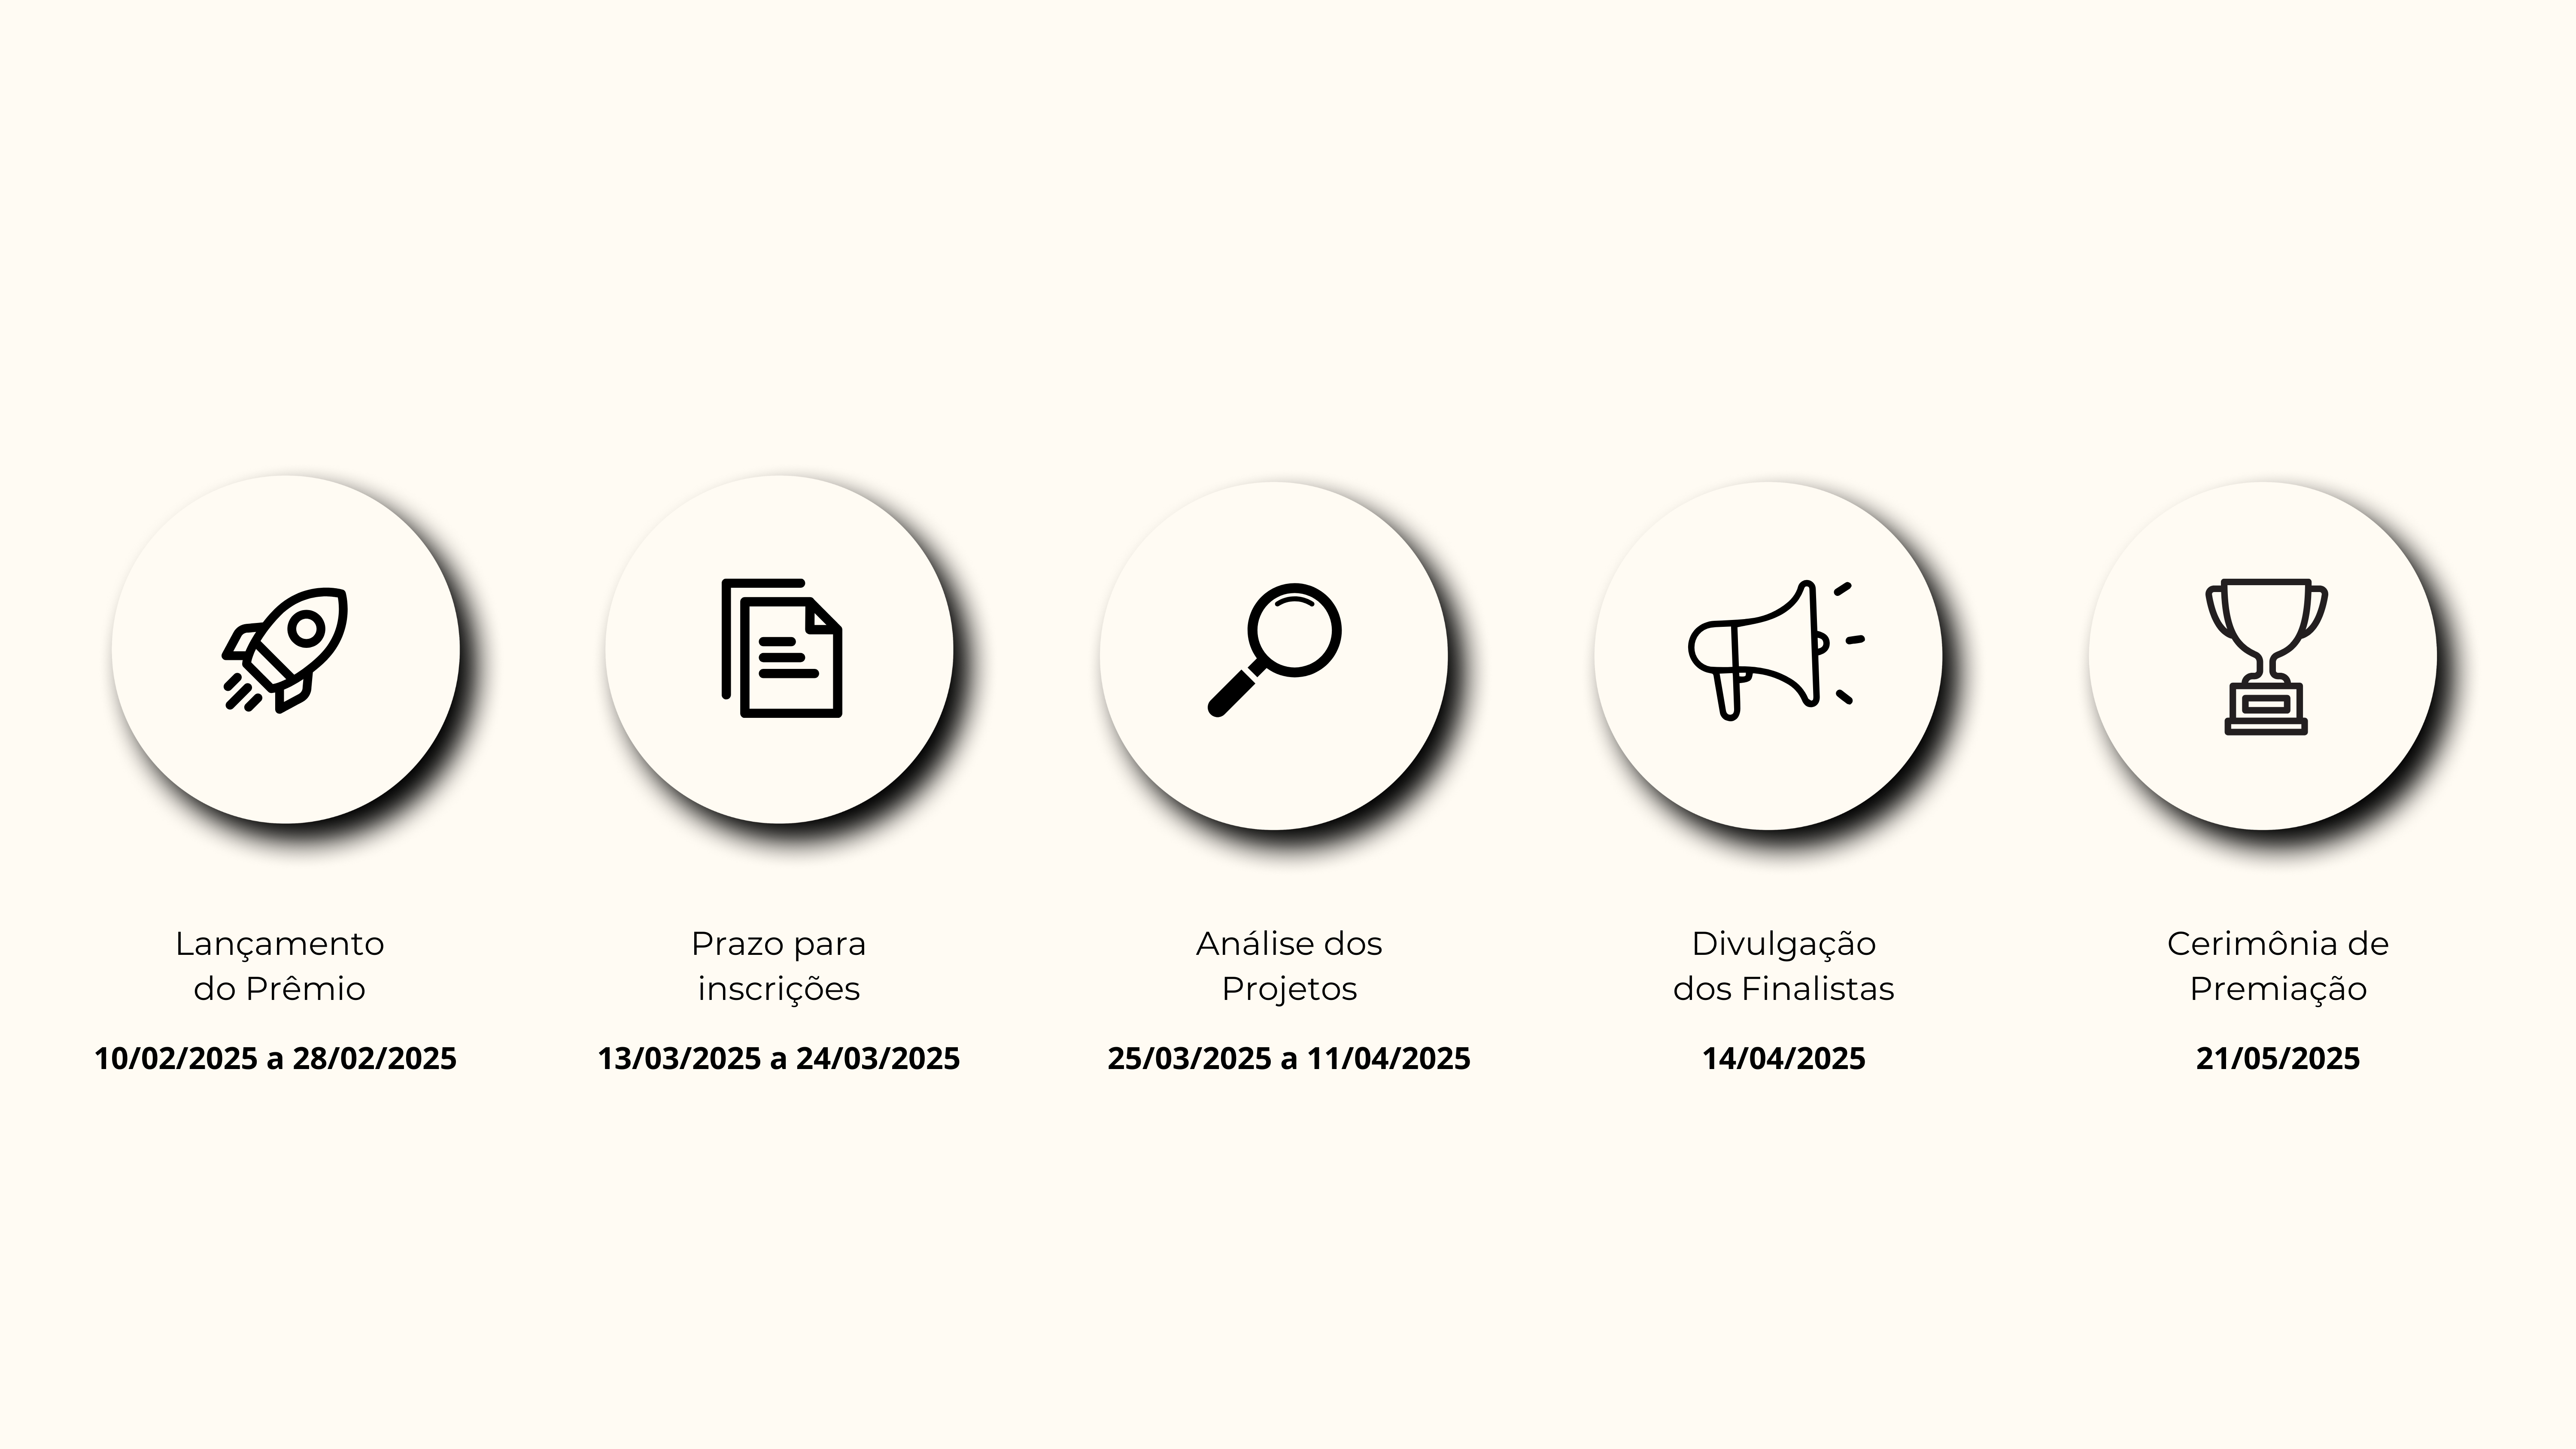 Lançamento
do Prêmio
10/02/2025 a 28/02/2025
Prazo para
inscrições
13/03/2025 a 24/03/2025
Análise dos
Projetos
25/03/2025 a 11/04/2025
Divulgação
dos Finalistas
14/04/2025
Cerimônia de
Premiação
21/05/2025